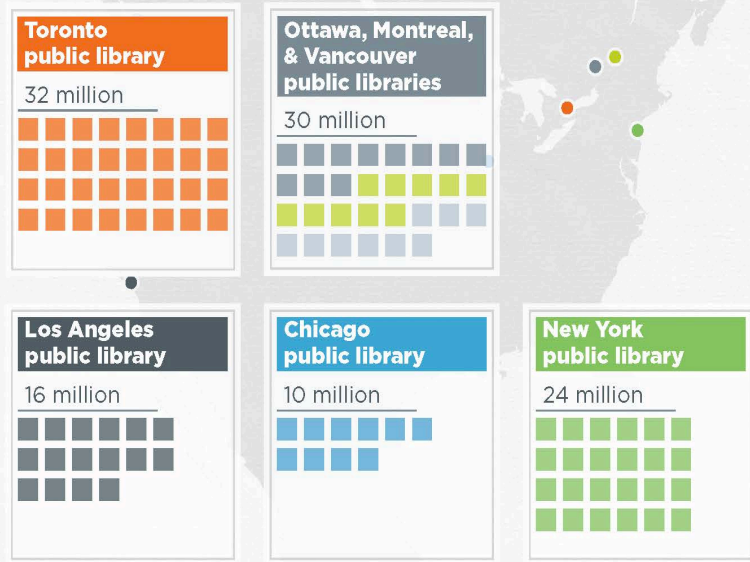 Toronto
public library
32 million
Ottawa, Montreal,
& Vancouver
public libraries
30 million
Los Angeles
public library
16 million
Chicago
public library
10 million
New York
public library
24 million